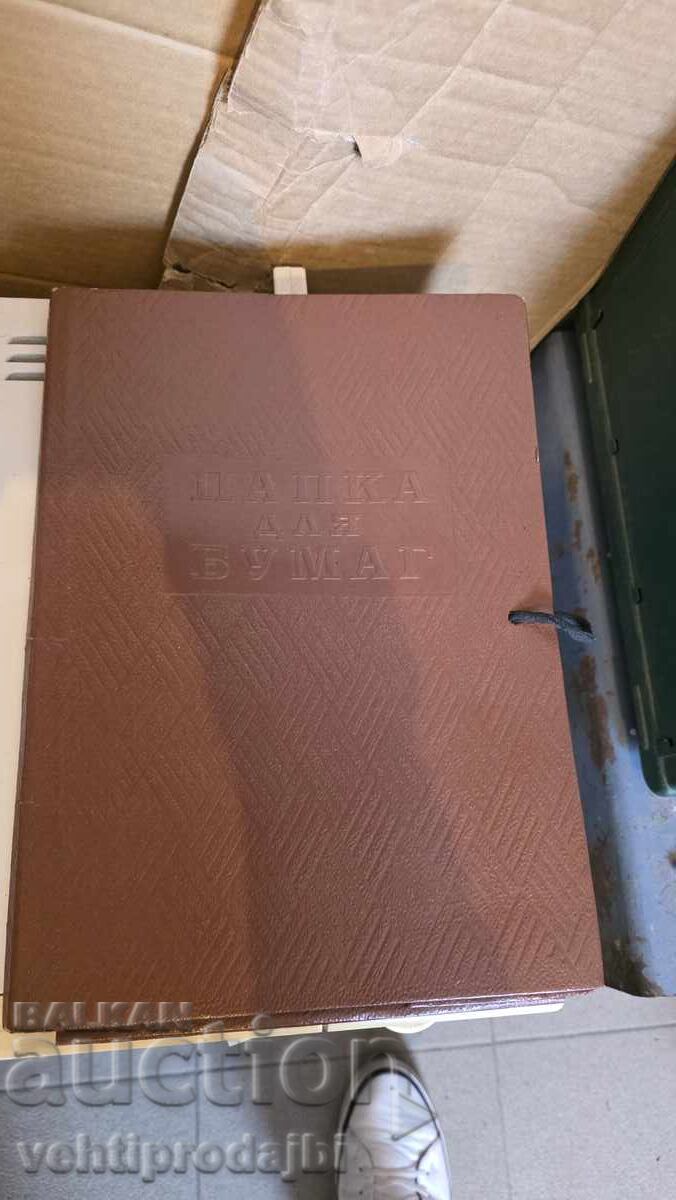 ПАПКА
ДЛЯ
БУМАГ
BALKAN
auction
vehtiprodajbi